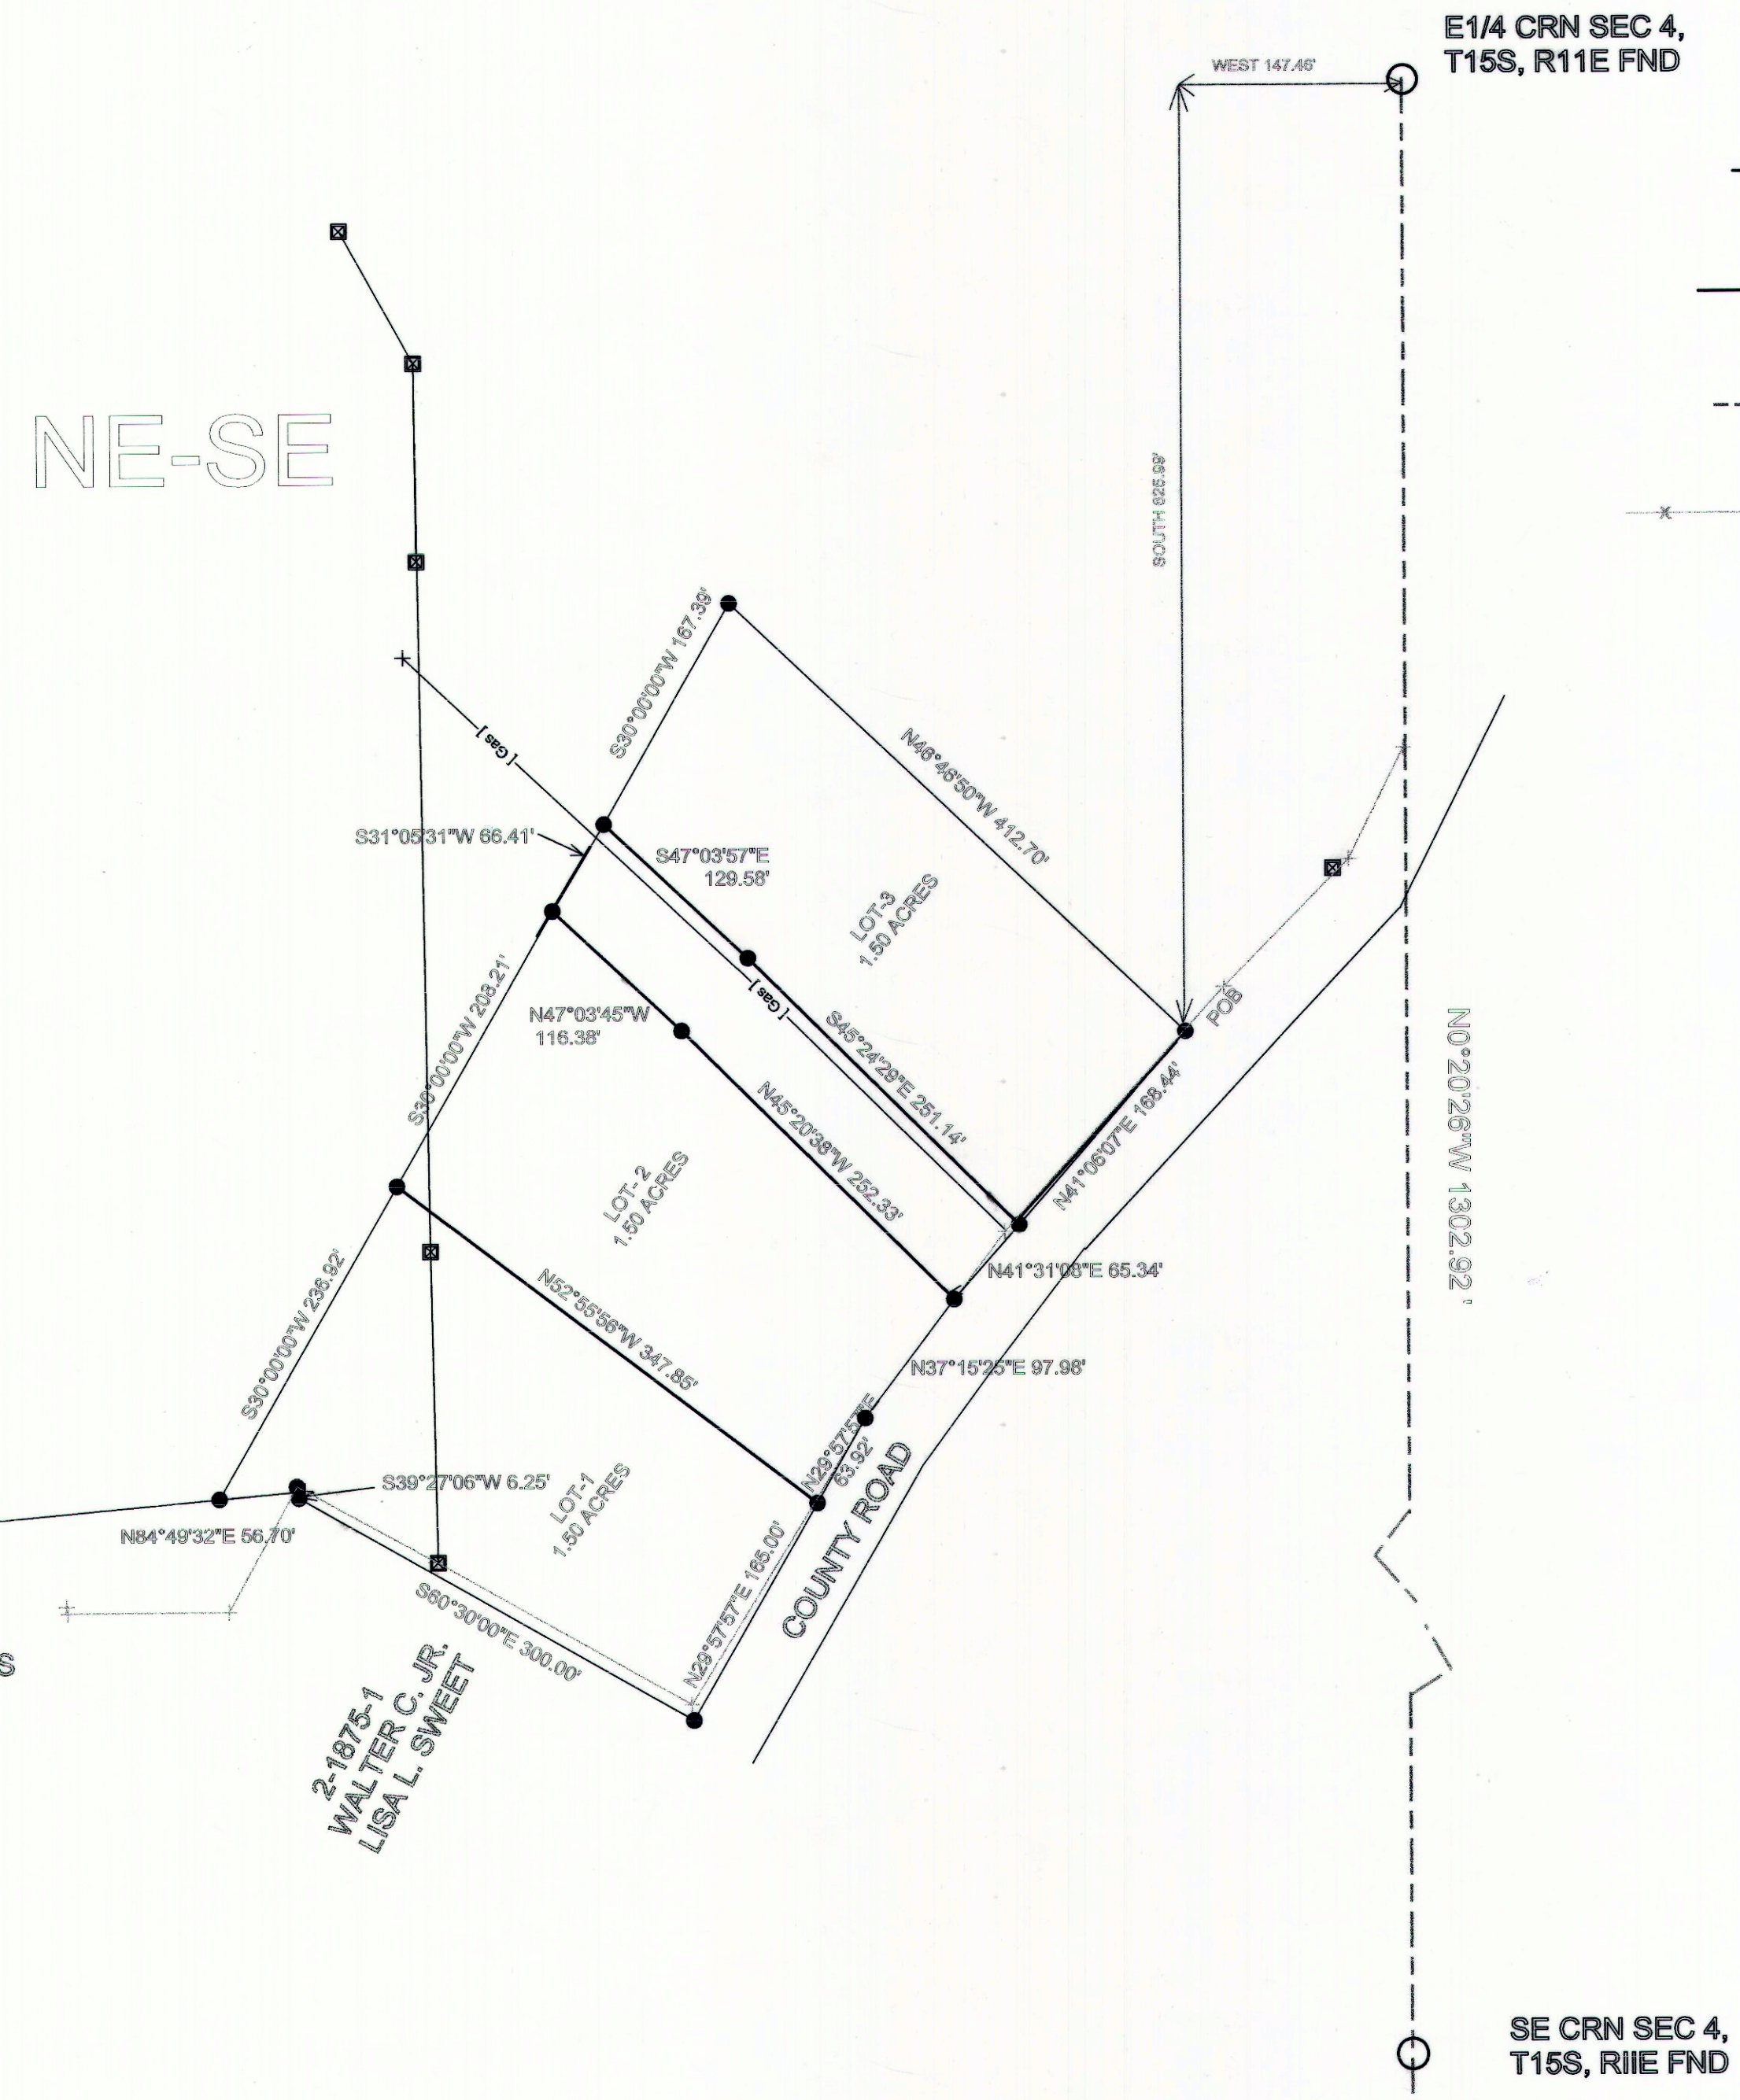 E1/4 CRN SEC 4,
T15S, R11E FND
WEST 147.46'
NE-SE
SOUTH 625.99'
S30°00'00"W 167.39'
N46°46'50"W 412.70'
[ Gas ]
S31°05'31"W 66.41'
S47°03'57"E
129.58'
LOT-3
1.50 ACRES
POB
[ Gas ]
N47°03'45"W
116.38'
S45°24'29"E 251.14'
S30°00'00"W 208.21'
N41°06'07"E 168.44'
N45°20'38"W 252.33'
N0°20'26"W 1302.92 '
LOT- 2
1.50 ACRES
N41°31'08"E 65.34'
S30°00'00"W 236.92'
N52°55'56"W 347.85'
N37°15'25"E 97.98'
N29°57'57"E
63.92'
S39°27'06"W 6.25'
LOT-1
1.50 ACRES
N84°49'32"E 56.70'
COUNTY ROAD
S60°30'00"E 300.00'
N29°57'57"E 165.00'
S
2-1875-1
WALTER C. JR.
LISA L. SWEET
SE CRN SEC 4,
T15S, RIIE FND